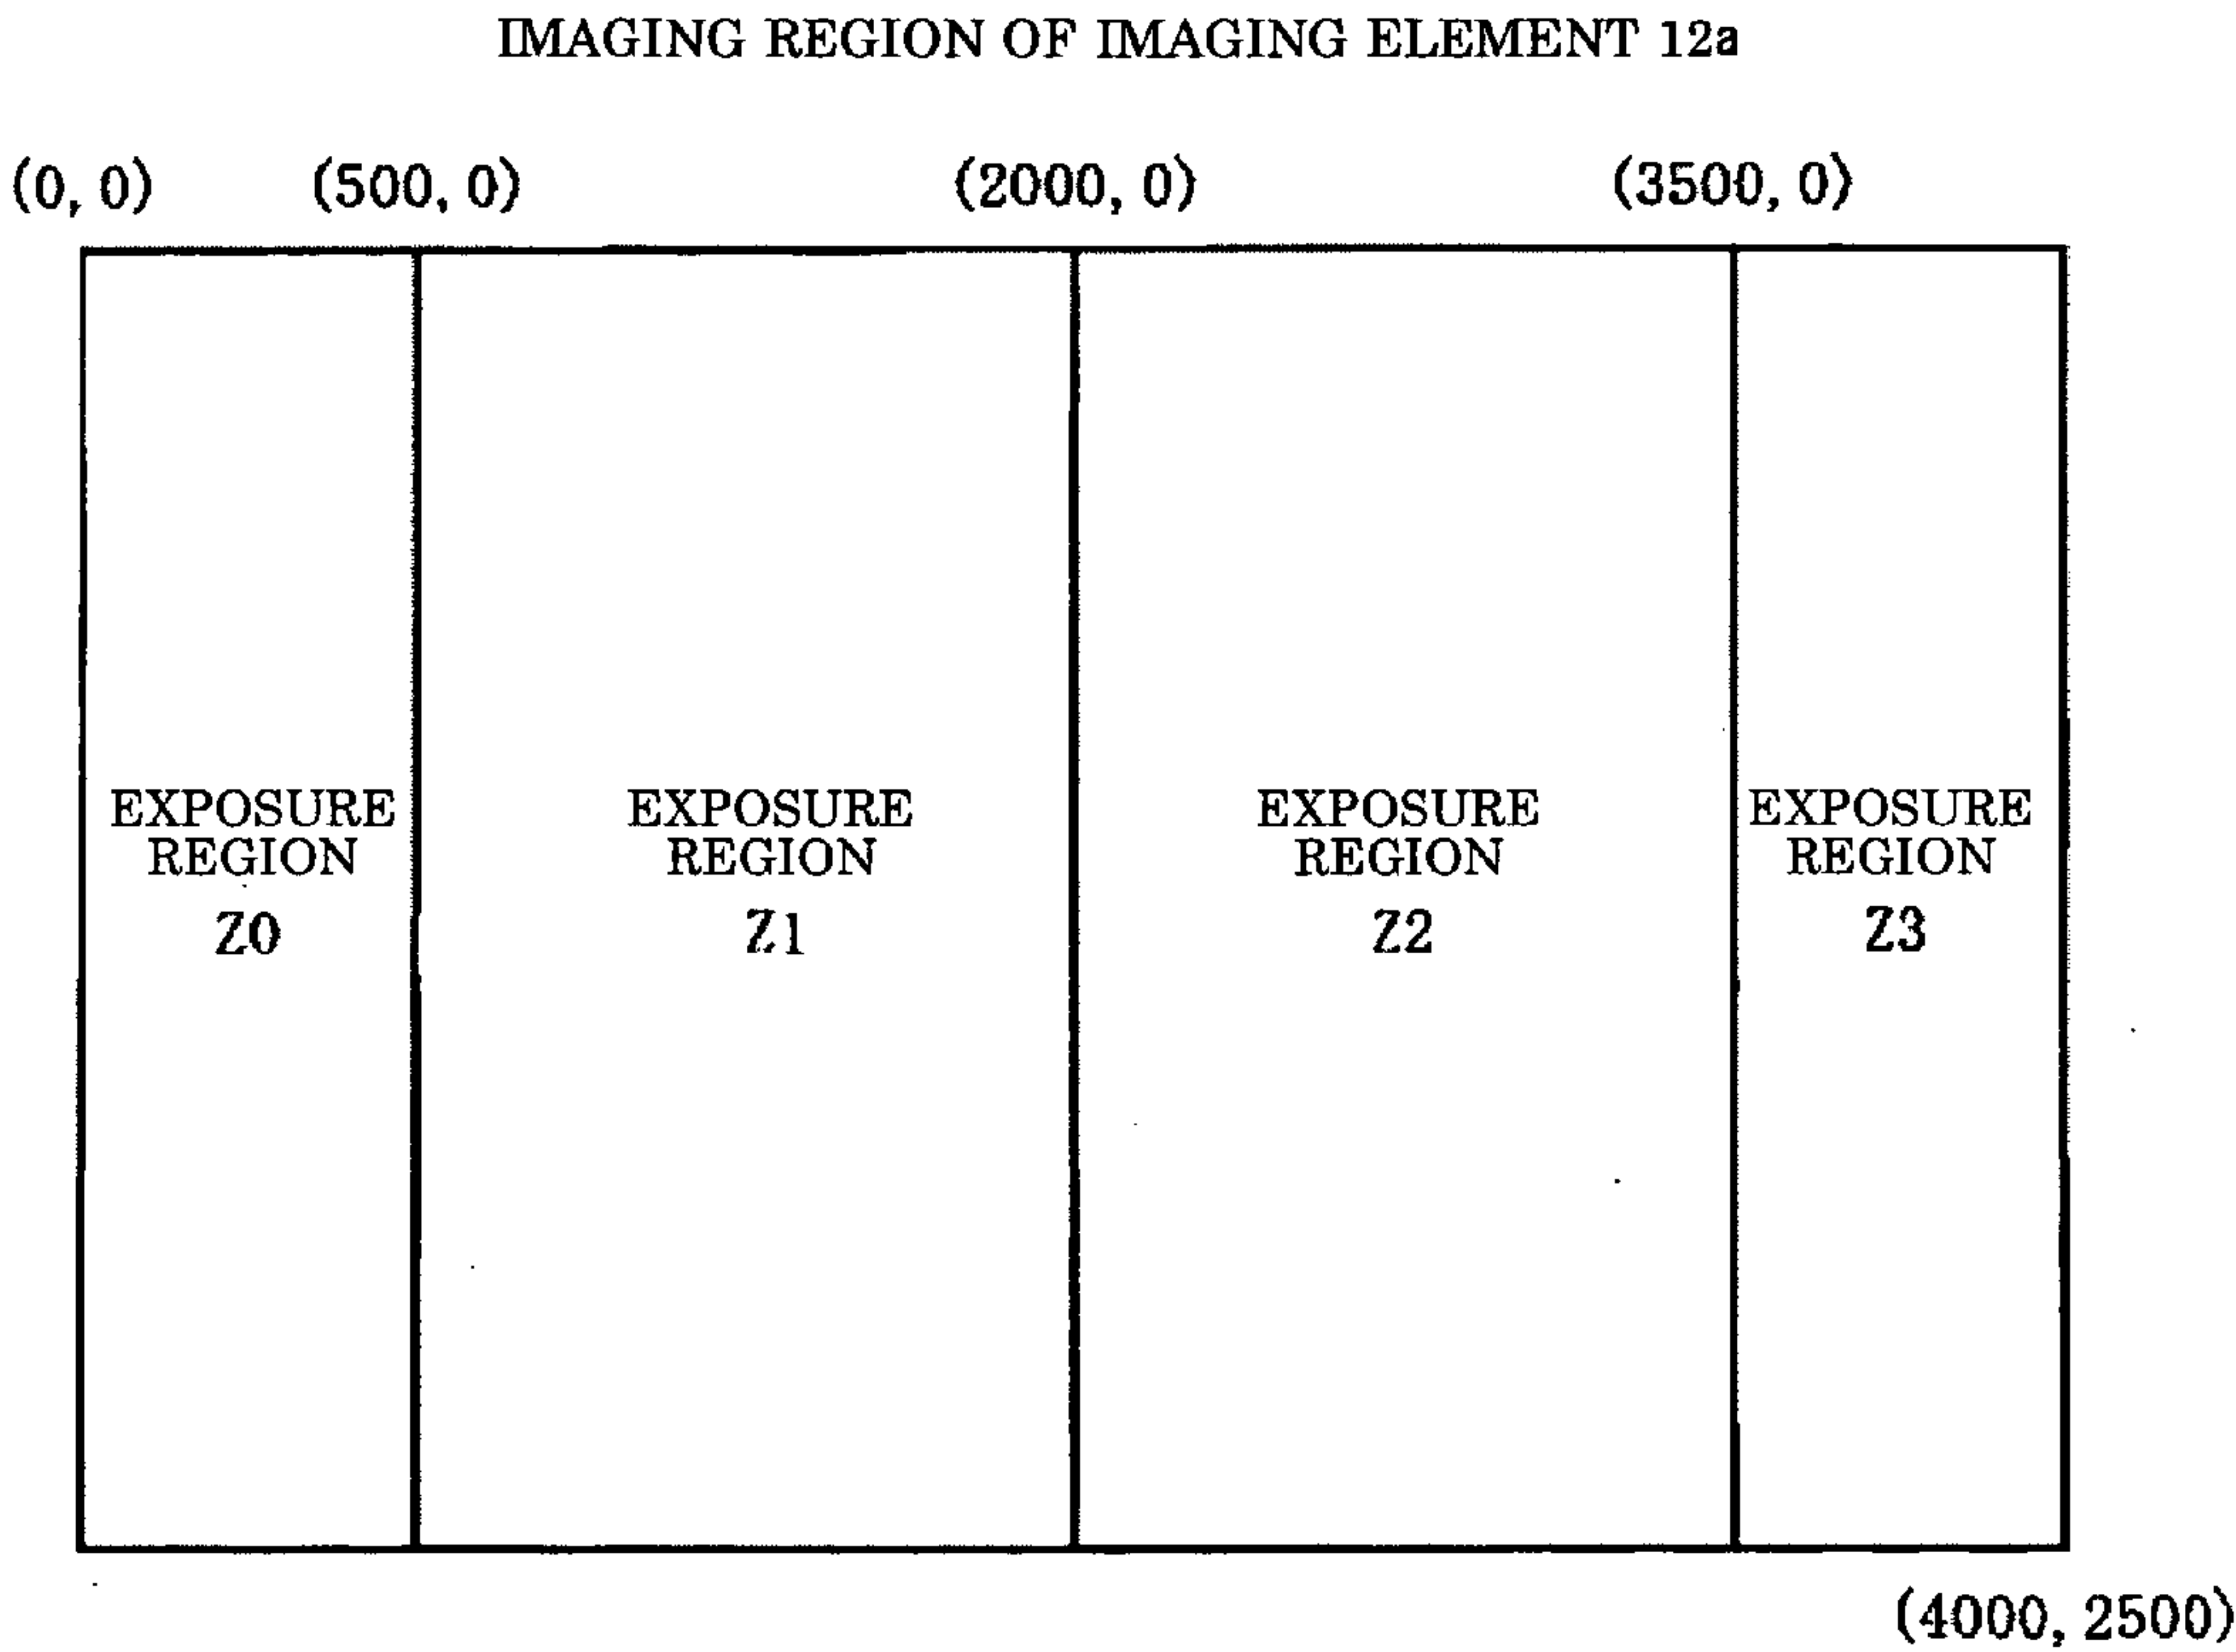 IMAGING REGION OF IMAGING ELEMENT 12a
(0, 0) (500, 0) (2000, 0) (3500, 0)
EXPOSURE REGION Z0
EXPOSURE REGION Z1
EXPOSURE REGION Z2
EXPOSURE REGION Z3
(4000, 2500)